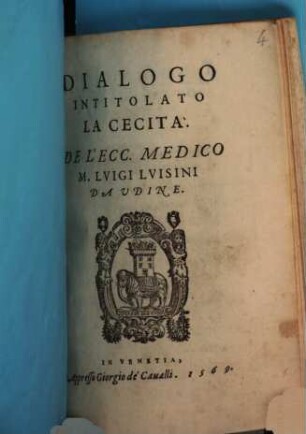 4
DIALOGO
INTITOLATO
LA CECITA'.
DE L'ECC. MEDICO
M. LVIGI LVISINI
DA VDINE.
IN VENETIA,
Appresso Giorgio de' Caualli. 1569.